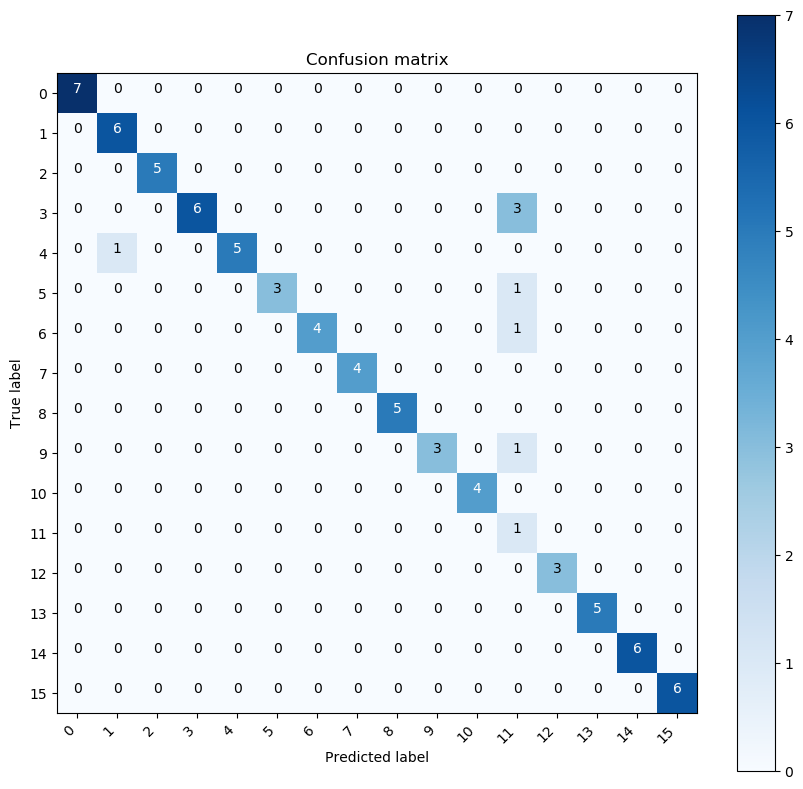 Confusion matrix
True label
0 7 0 0 0 0 0 0 0 0 0 0 0 0 0 0 0
1 0 6 0 0 0 0 0 0 0 0 0 0 0 0 0 0
2 0 0 5 0 0 0 0 0 0 0 0 0 0 0 0 0
3 0 0 0 6 0 0 0 0 0 0 0 3 0 0 0 0
4 0 1 0 0 5 0 0 0 0 0 0 0 0 0 0 0
5 0 0 0 0 0 3 0 0 0 0 0 1 0 0 0 0
6 0 0 0 0 0 0 4 0 0 0 0 1 0 0 0 0
7 0 0 0 0 0 0 0 4 0 0 0 0 0 0 0 0
8 0 0 0 0 0 0 0 0 5 0 0 0 0 0 0 0
9 0 0 0 0 0 0 0 0 0 3 0 1 0 0 0 0
10 0 0 0 0 0 0 0 0 0 0 4 0 0 0 0 0
11 0 0 0 0 0 0 0 0 0 0 0 1 0 0 0 0
12 0 0 0 0 0 0 0 0 0 0 0 0 3 0 0 0
13 0 0 0 0 0 0 0 0 0 0 0 0 0 5 0 0
14 0 0 0 0 0 0 0 0 0 0 0 0 0 0 6 0
15 0 0 0 0 0 0 0 0 0 0 0 0 0 0 0 6
0 1 2 3 4 5 6 7 8 9 10 11 12 13 14 15
Predicted label
7
6
5
4
3
2
1
0